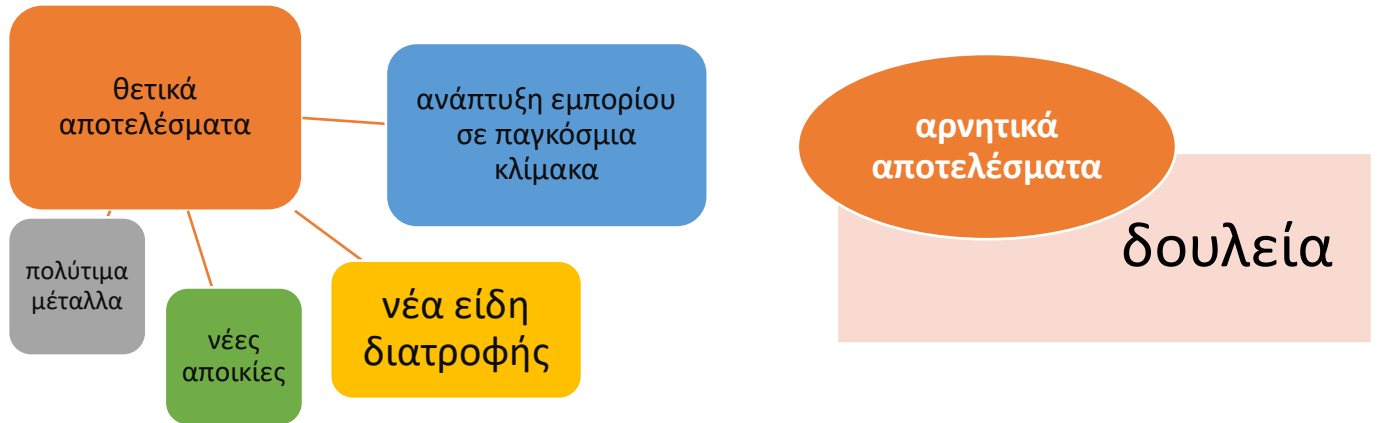 θετικά
αποτελέσματα
ανάπτυξη εμπορίου
σε παγκόσμια
κλίμακα
πολύτιμα
μέταλλα
νέες
αποικίες
νέα είδη
διατροφής
αρνητικά
αποτελέσματα
δουλεία